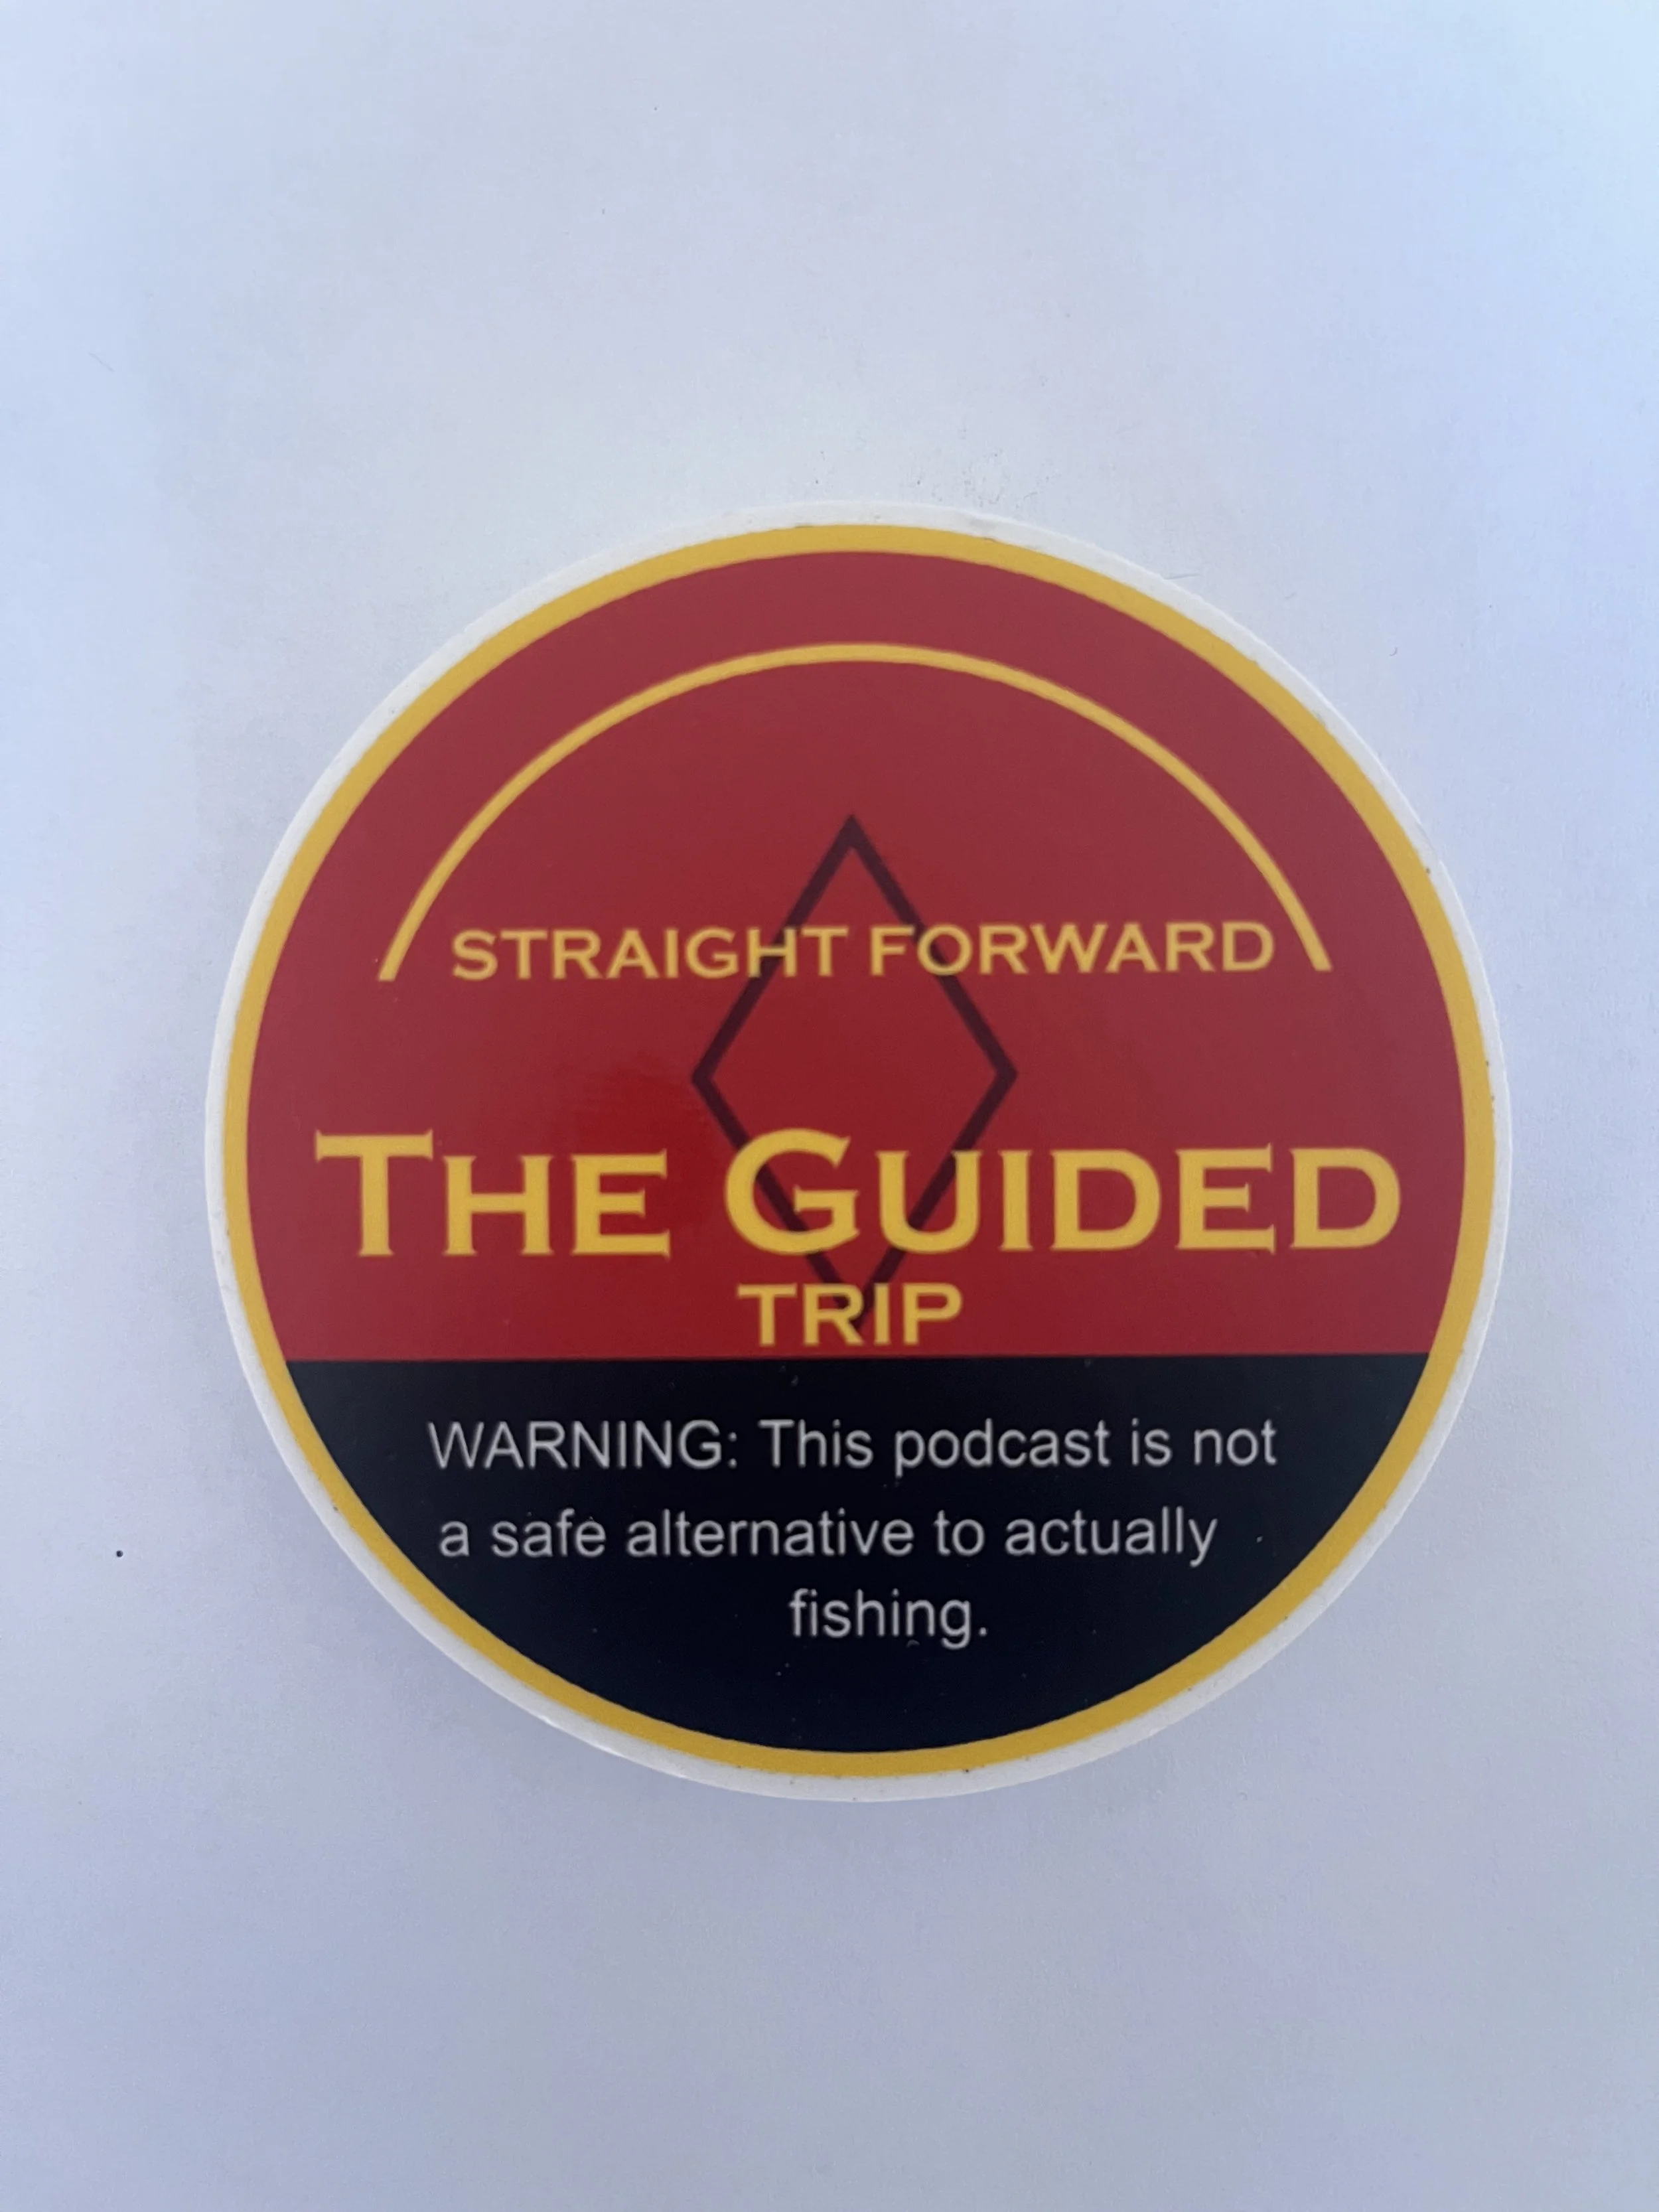 STRAIGHT FORWARD
THE GUIDED
TRIP
WARNING: This podcast is not
a safe alternative to actually
fishing.